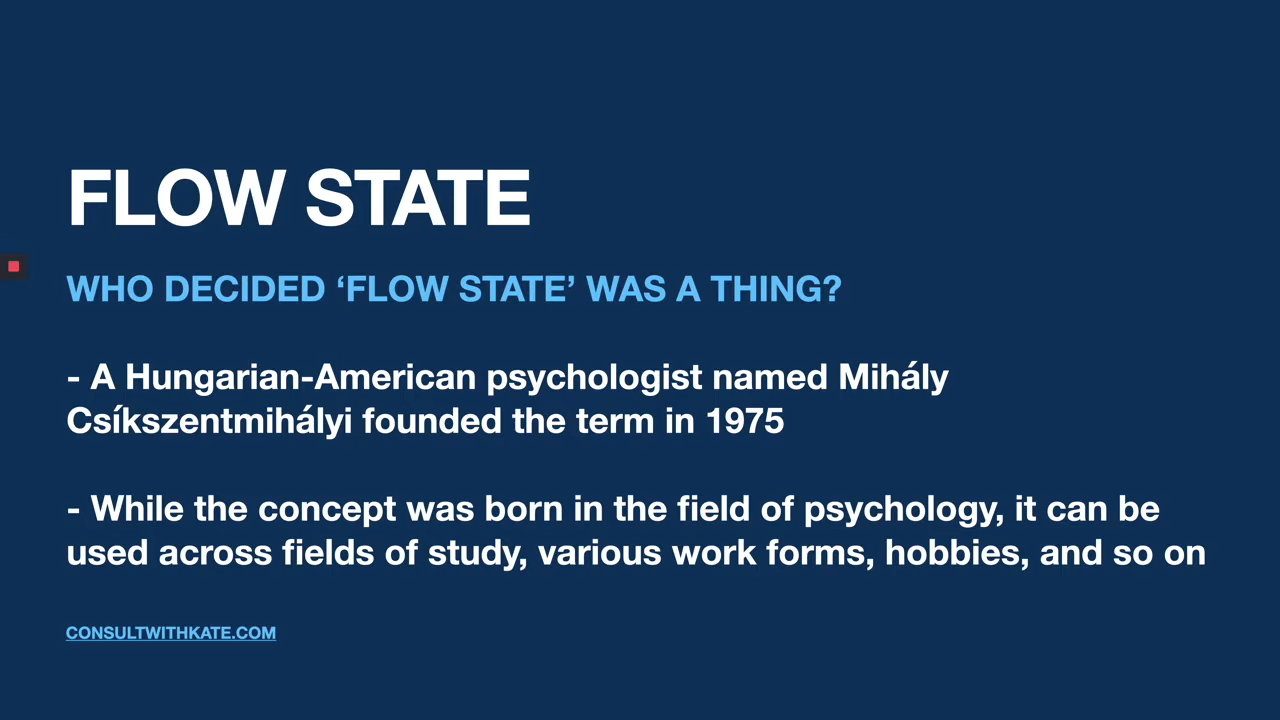 FLOW STATE
WHO DECIDED ‘FLOW STATE’ WAS A THING?
- A Hungarian-American psychologist named Mihály
Csíkszentmihályi founded the term in 1975
- While the concept was born in the field of psychology, it can be
used across fields of study, various work forms, hobbies, and so on
CONSULTWITHKATE.COM